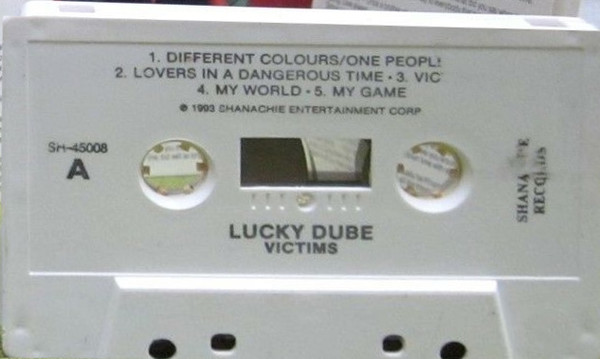 1. DIFFERENT COLOURS/ONE PEOPL
2. LOVERS IN A DANGEROUS TIME • 3. VIC
4. MY WORLD • 5. MY GAME
℗ 1993 SHANACHIE ENTERTAINMENT CORP
SH-45008
A
LUCKY DUBE
VICTIMS